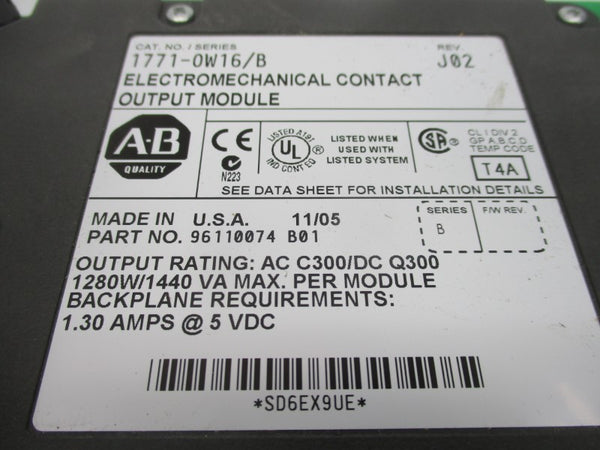 CAT. NO. / SERIES REV.
1771-OW16/B J02
ELECTROMECHANICAL CONTACT
OUTPUT MODULE
A-B
QUALITY
CE
N223
LISTED A191
UL
IND CONT EQ
LISTED WHEN
USED WITH
LISTED SYSTEM
SA
CL I DIV 2
GP A,B,C,D
TEMP CODE
T4A
SEE DATA SHEET FOR INSTALLATION DETAILS
MADE IN U.S.A. 11/05
PART NO. 96110074 B01
SERIES F/W REV.
B
OUTPUT RATING: AC C300/DC Q300
1280W/1440 VA MAX. PER MODULE
BACKPLANE REQUIREMENTS:
1.30 AMPS @ 5 VDC
*SD6EX9UE*